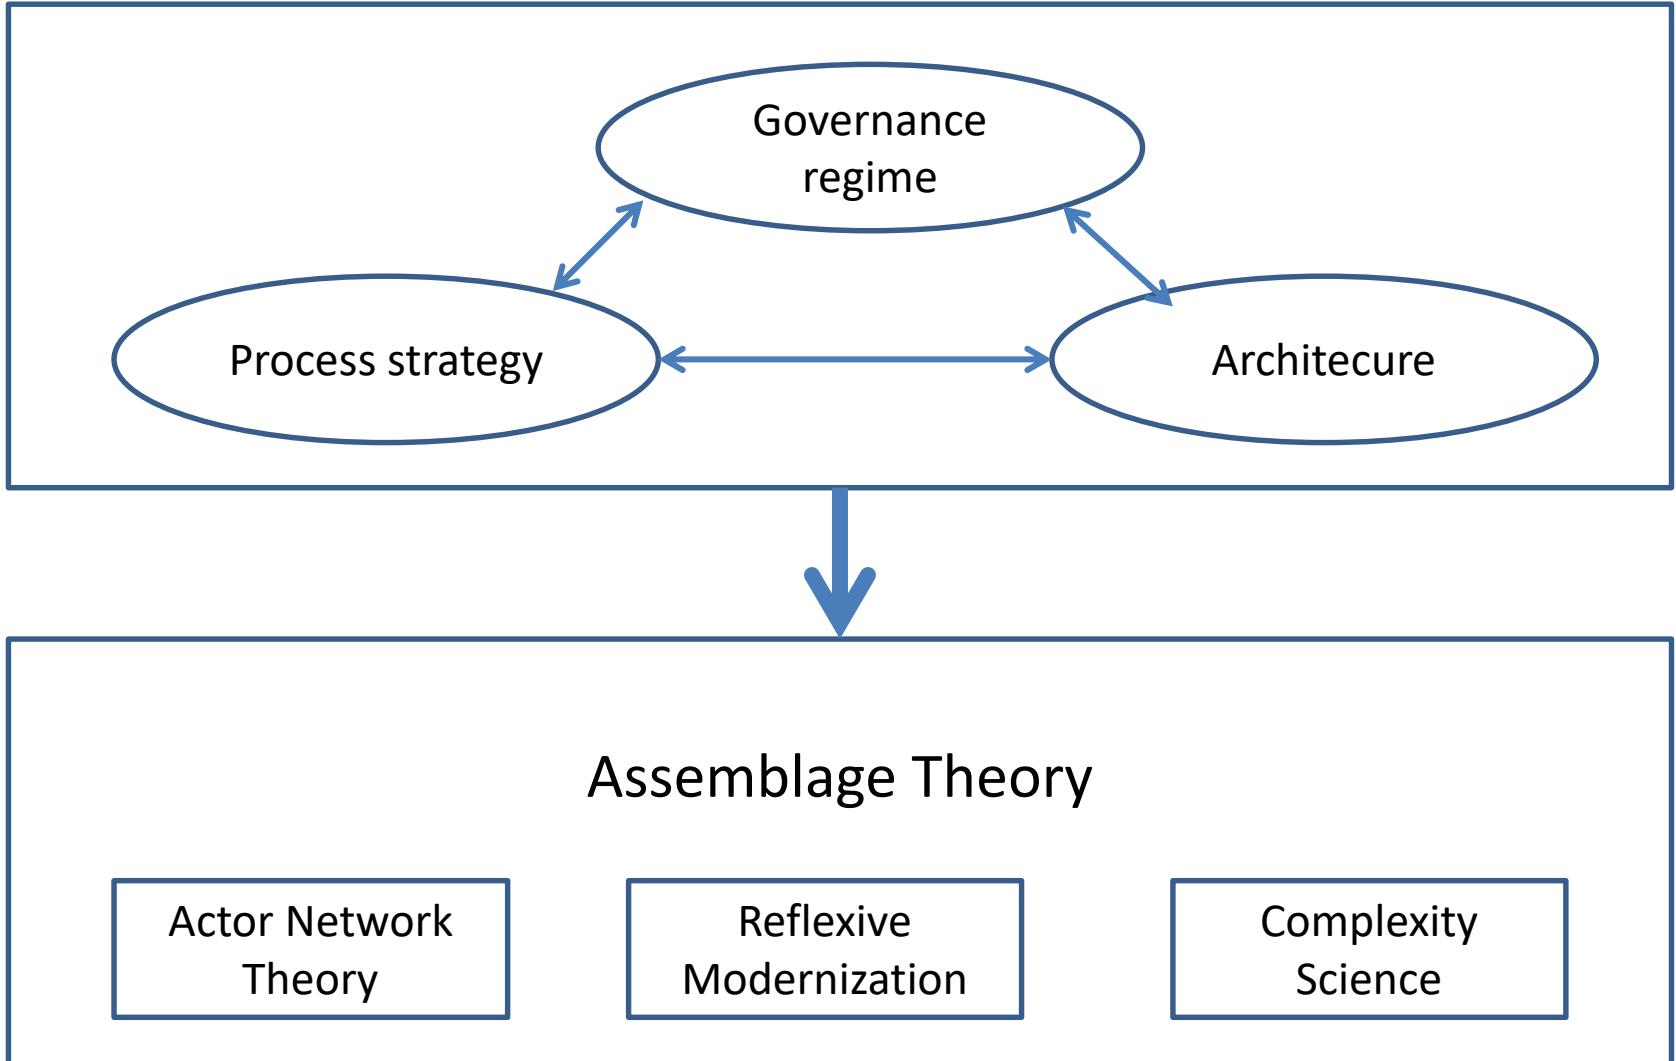 Governance
regime
Process strategy
Architecure
Assemblage Theory
Actor Network
Theory
Reflexive
Modernization
Complexity
Science